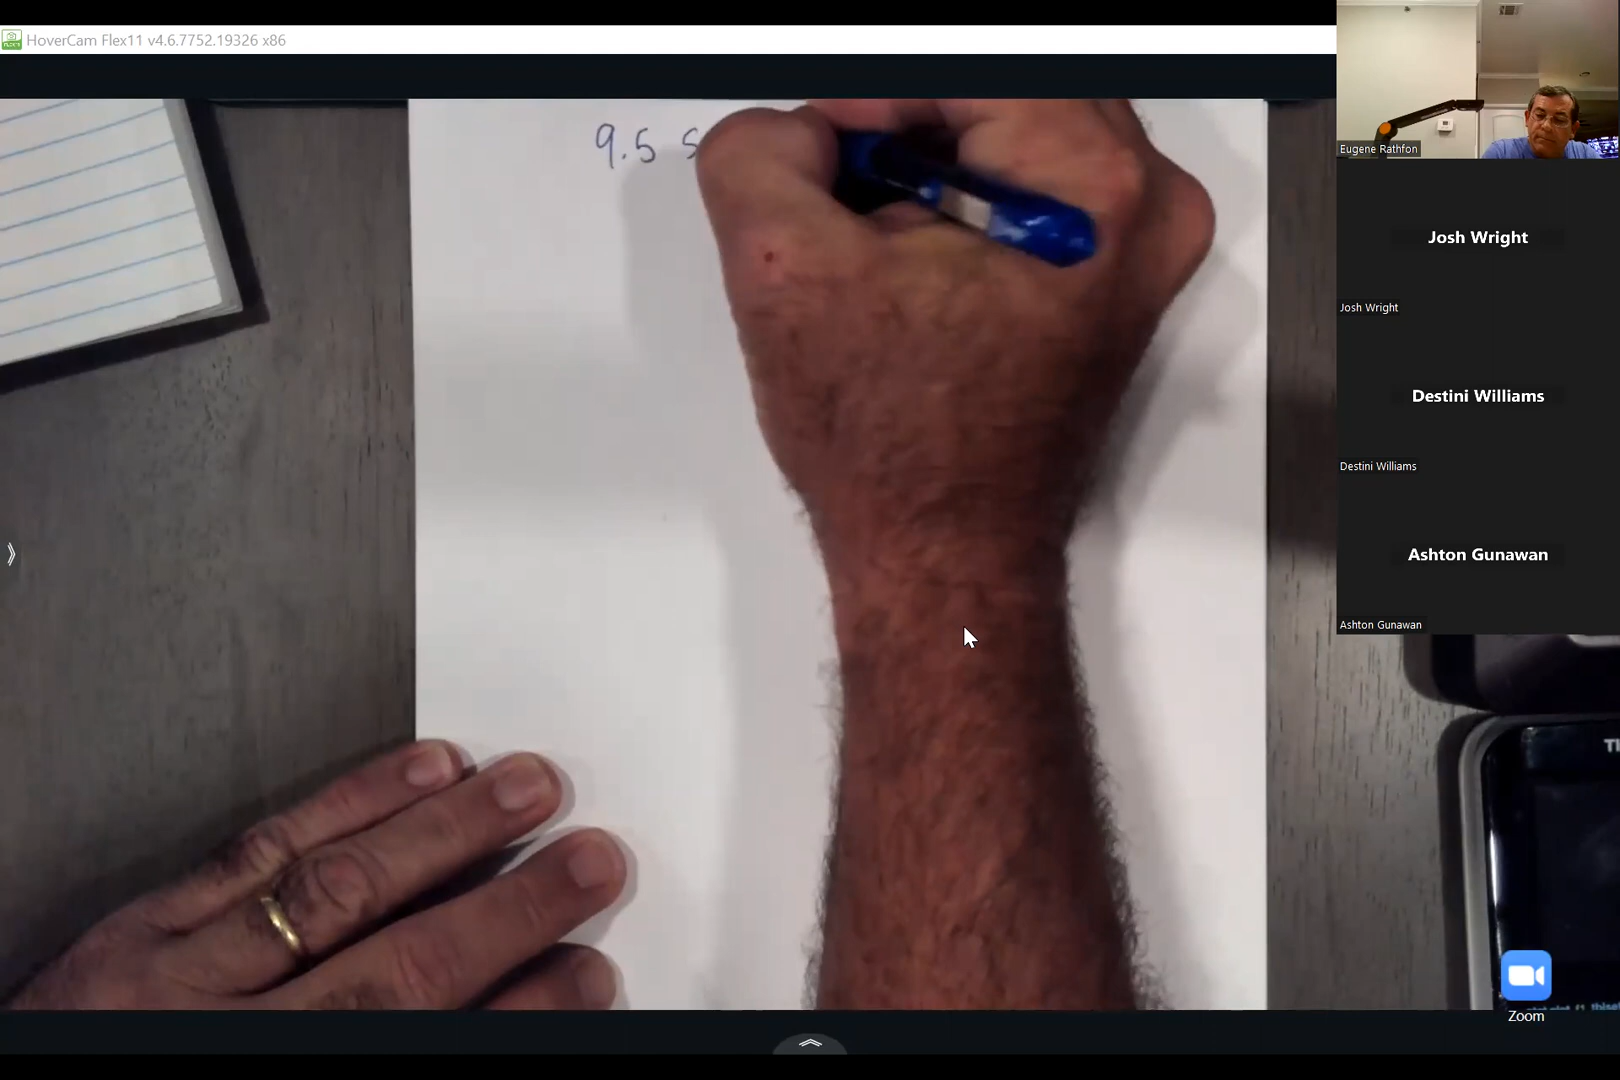 HoverCam Flex11 v4.6.7752.19326 x86
9.5 S
Eugene Rathfon
Josh Wright
Josh Wright
Destini Williams
Destini Williams
Ashton Gunawan
Ashton Gunawan
TI
Zoom